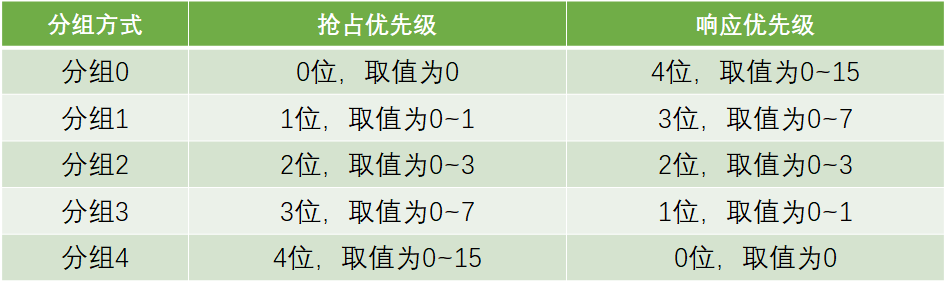 分组方式 抢占优先级 响应优先级
分组0 0位，取值为0 4位，取值为0~15
分组1 1位，取值为0~1 3位，取值为0~7
分组2 2位，取值为0~3 2位，取值为0~3
分组3 3位，取值为0~7 1位，取值为0~1
分组4 4位，取值为0~15 0位，取值为0